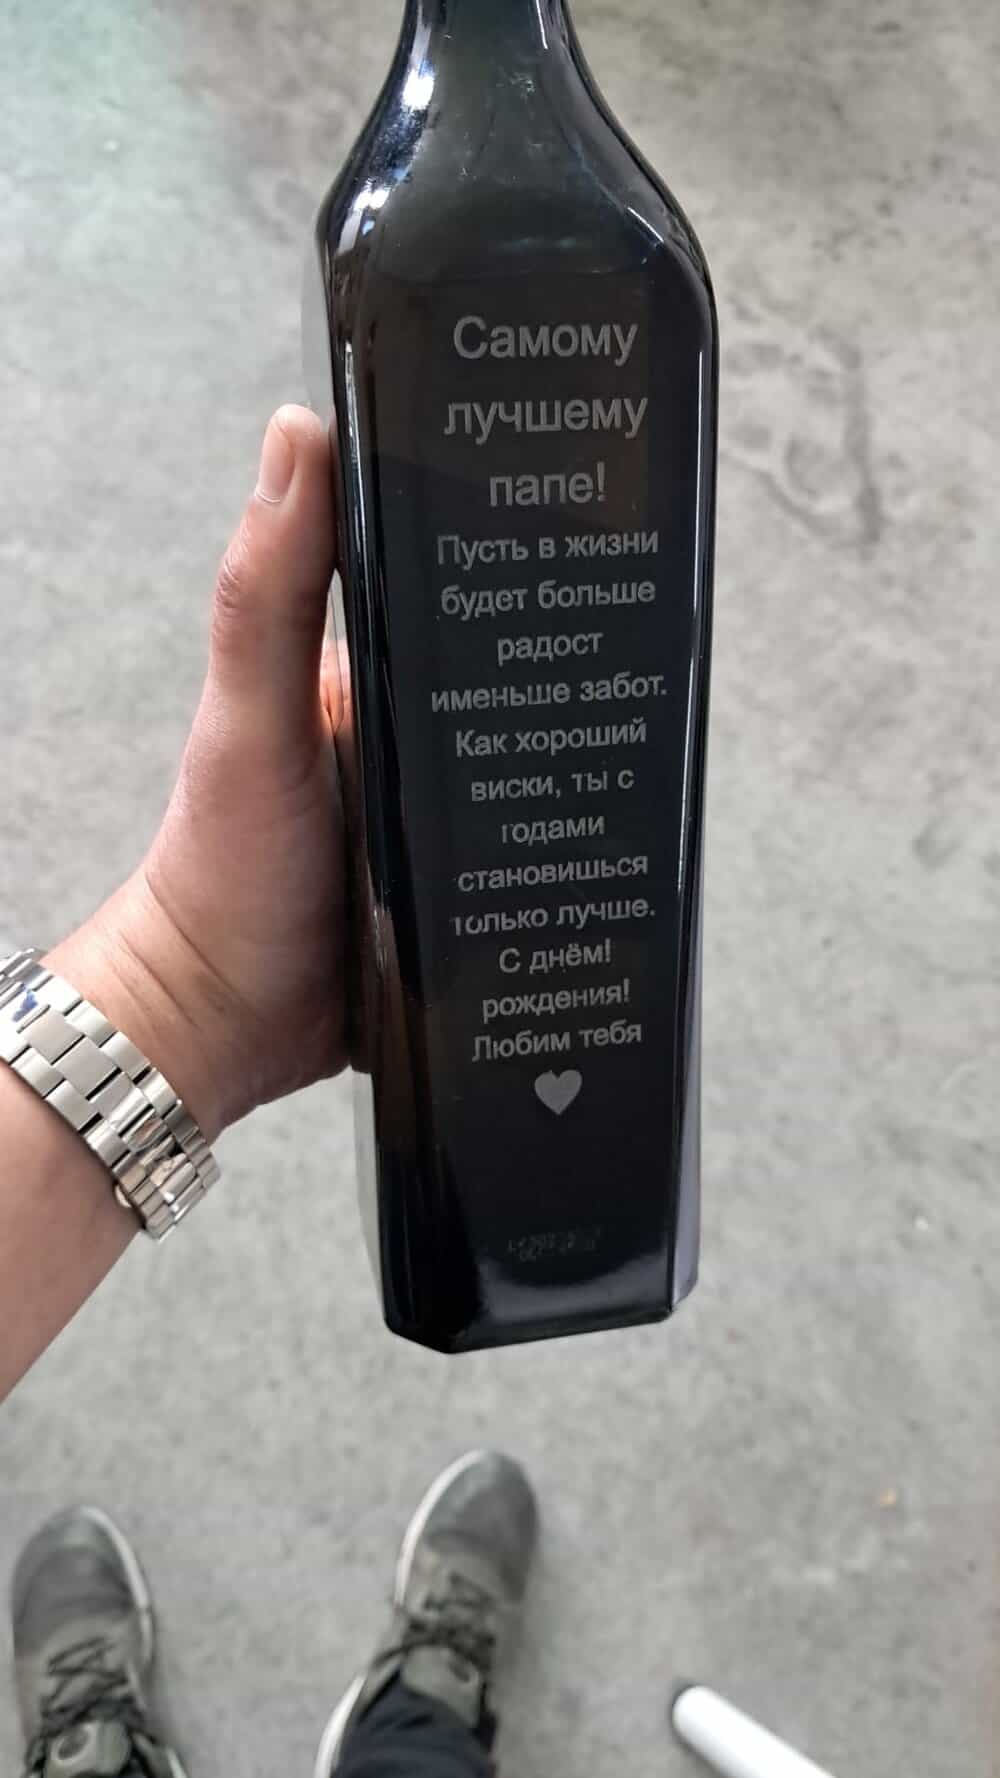 Самому
лучшему
папе!
Пусть в жизни
будет больше
радост
именьше забот.
Как хороший
виски, ты с
годами
становишься
только лучше.
С днём!
рождения!
Любим тебя